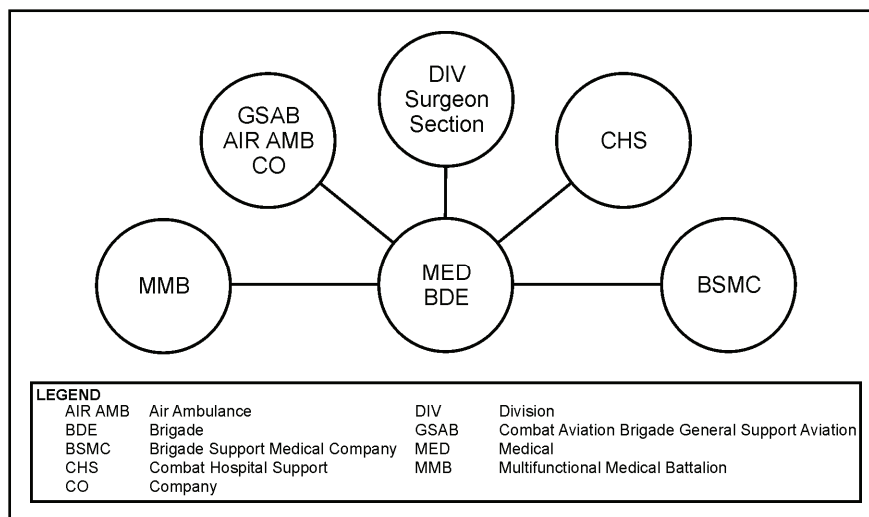 DIV
Surgeon
Section
GSAB
AIR AMB
CO
CHS
MMB
MED
BDE
BSMC
LEGEND
AIR AMB Air Ambulance DIV Division
BDE Brigade GSAB Combat Aviation Brigade General Support Aviation
BSMC Brigade Support Medical Company MED Medical
CHS Combat Hospital Support MMB Multifunctional Medical Battalion
CO Company